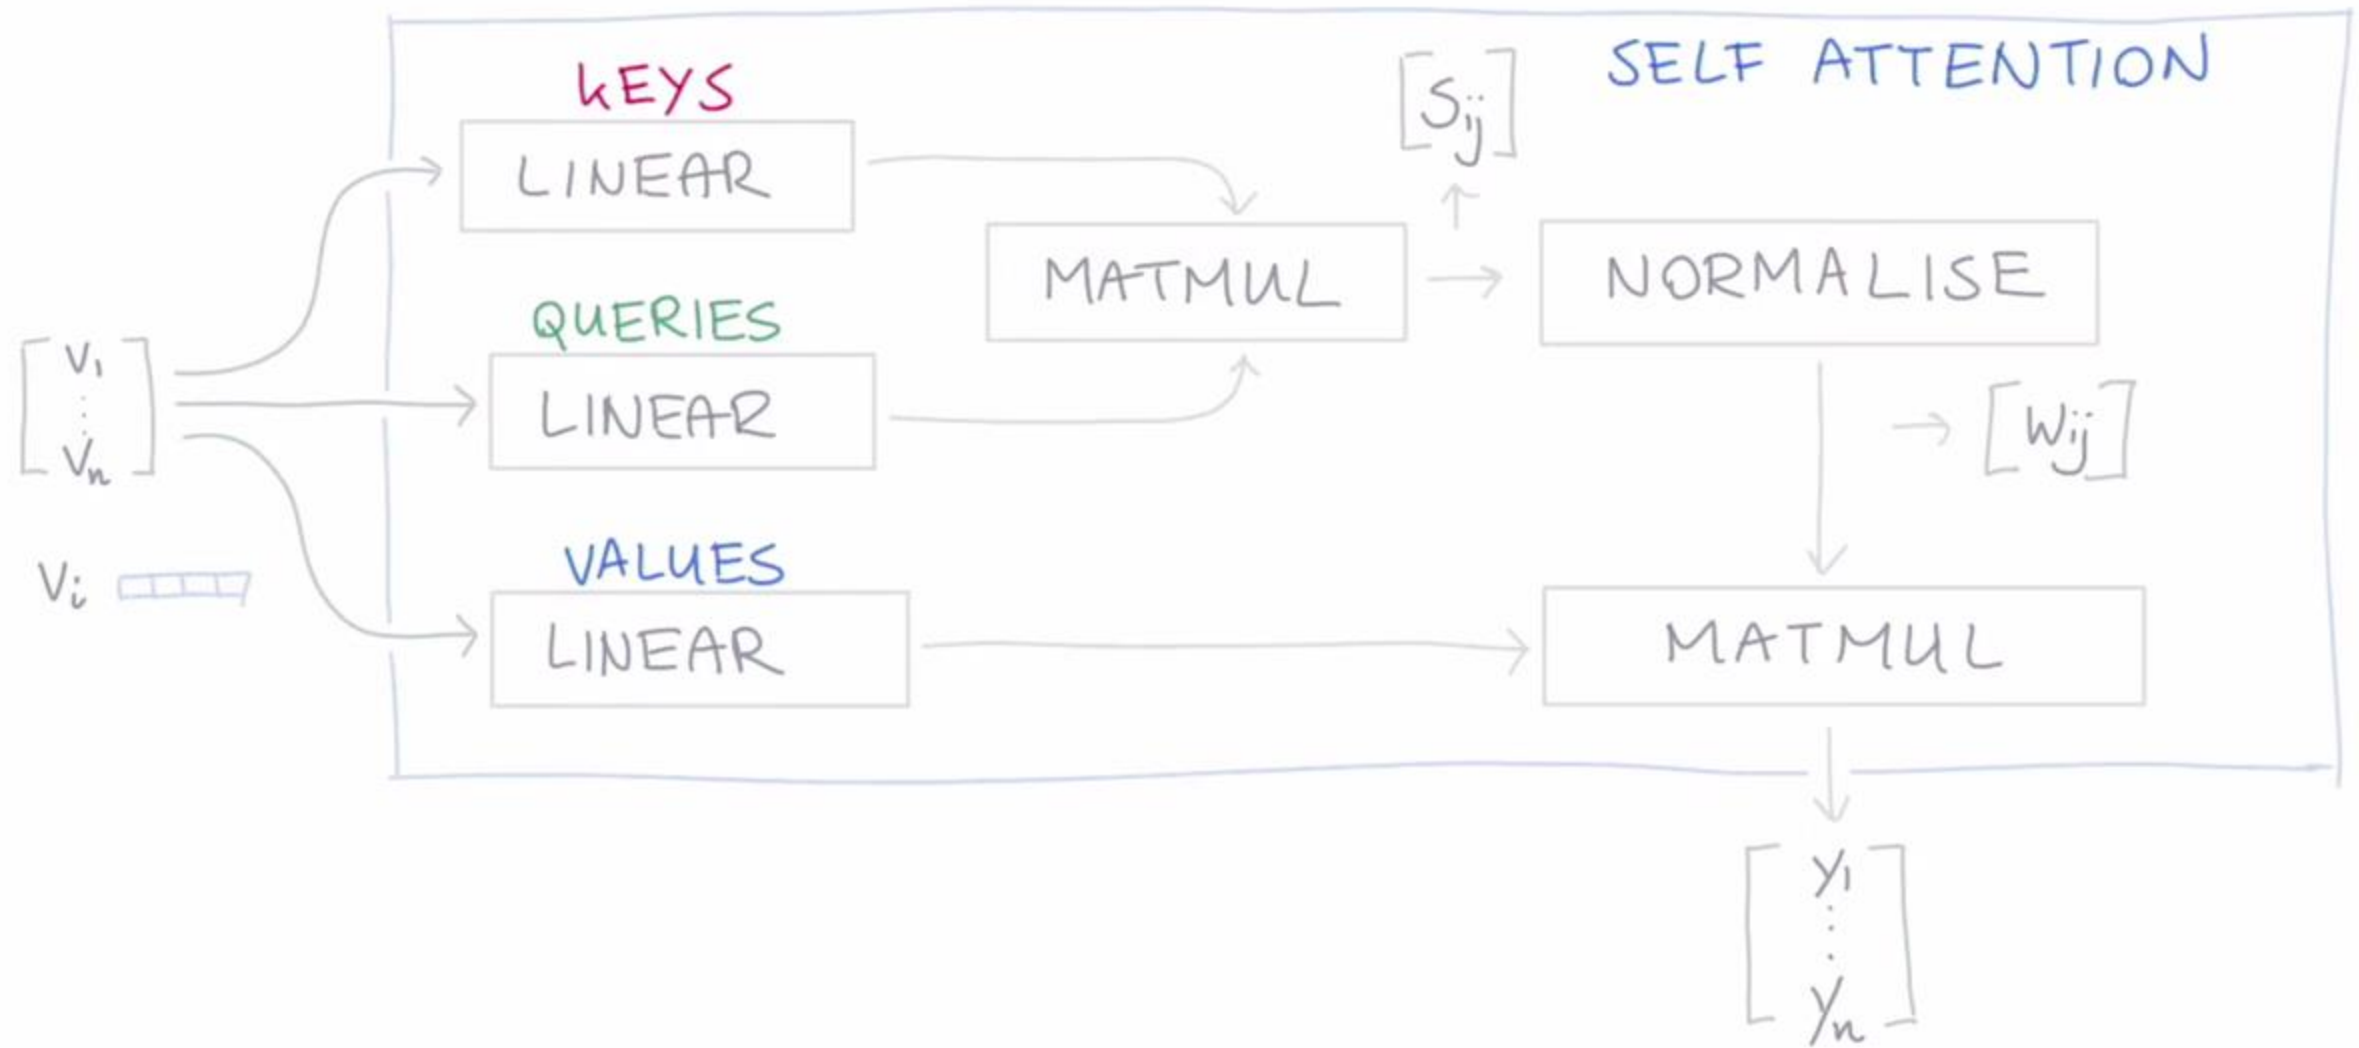 SELF ATTENTION
KEYS
LINEAR
[Sij]
MATMUL
NORMALISE
QUERIES
LINEAR
V1
⋮
Vn
[Wij]
Vi
VALUES
LINEAR
MATMUL
y1
⋮
yn